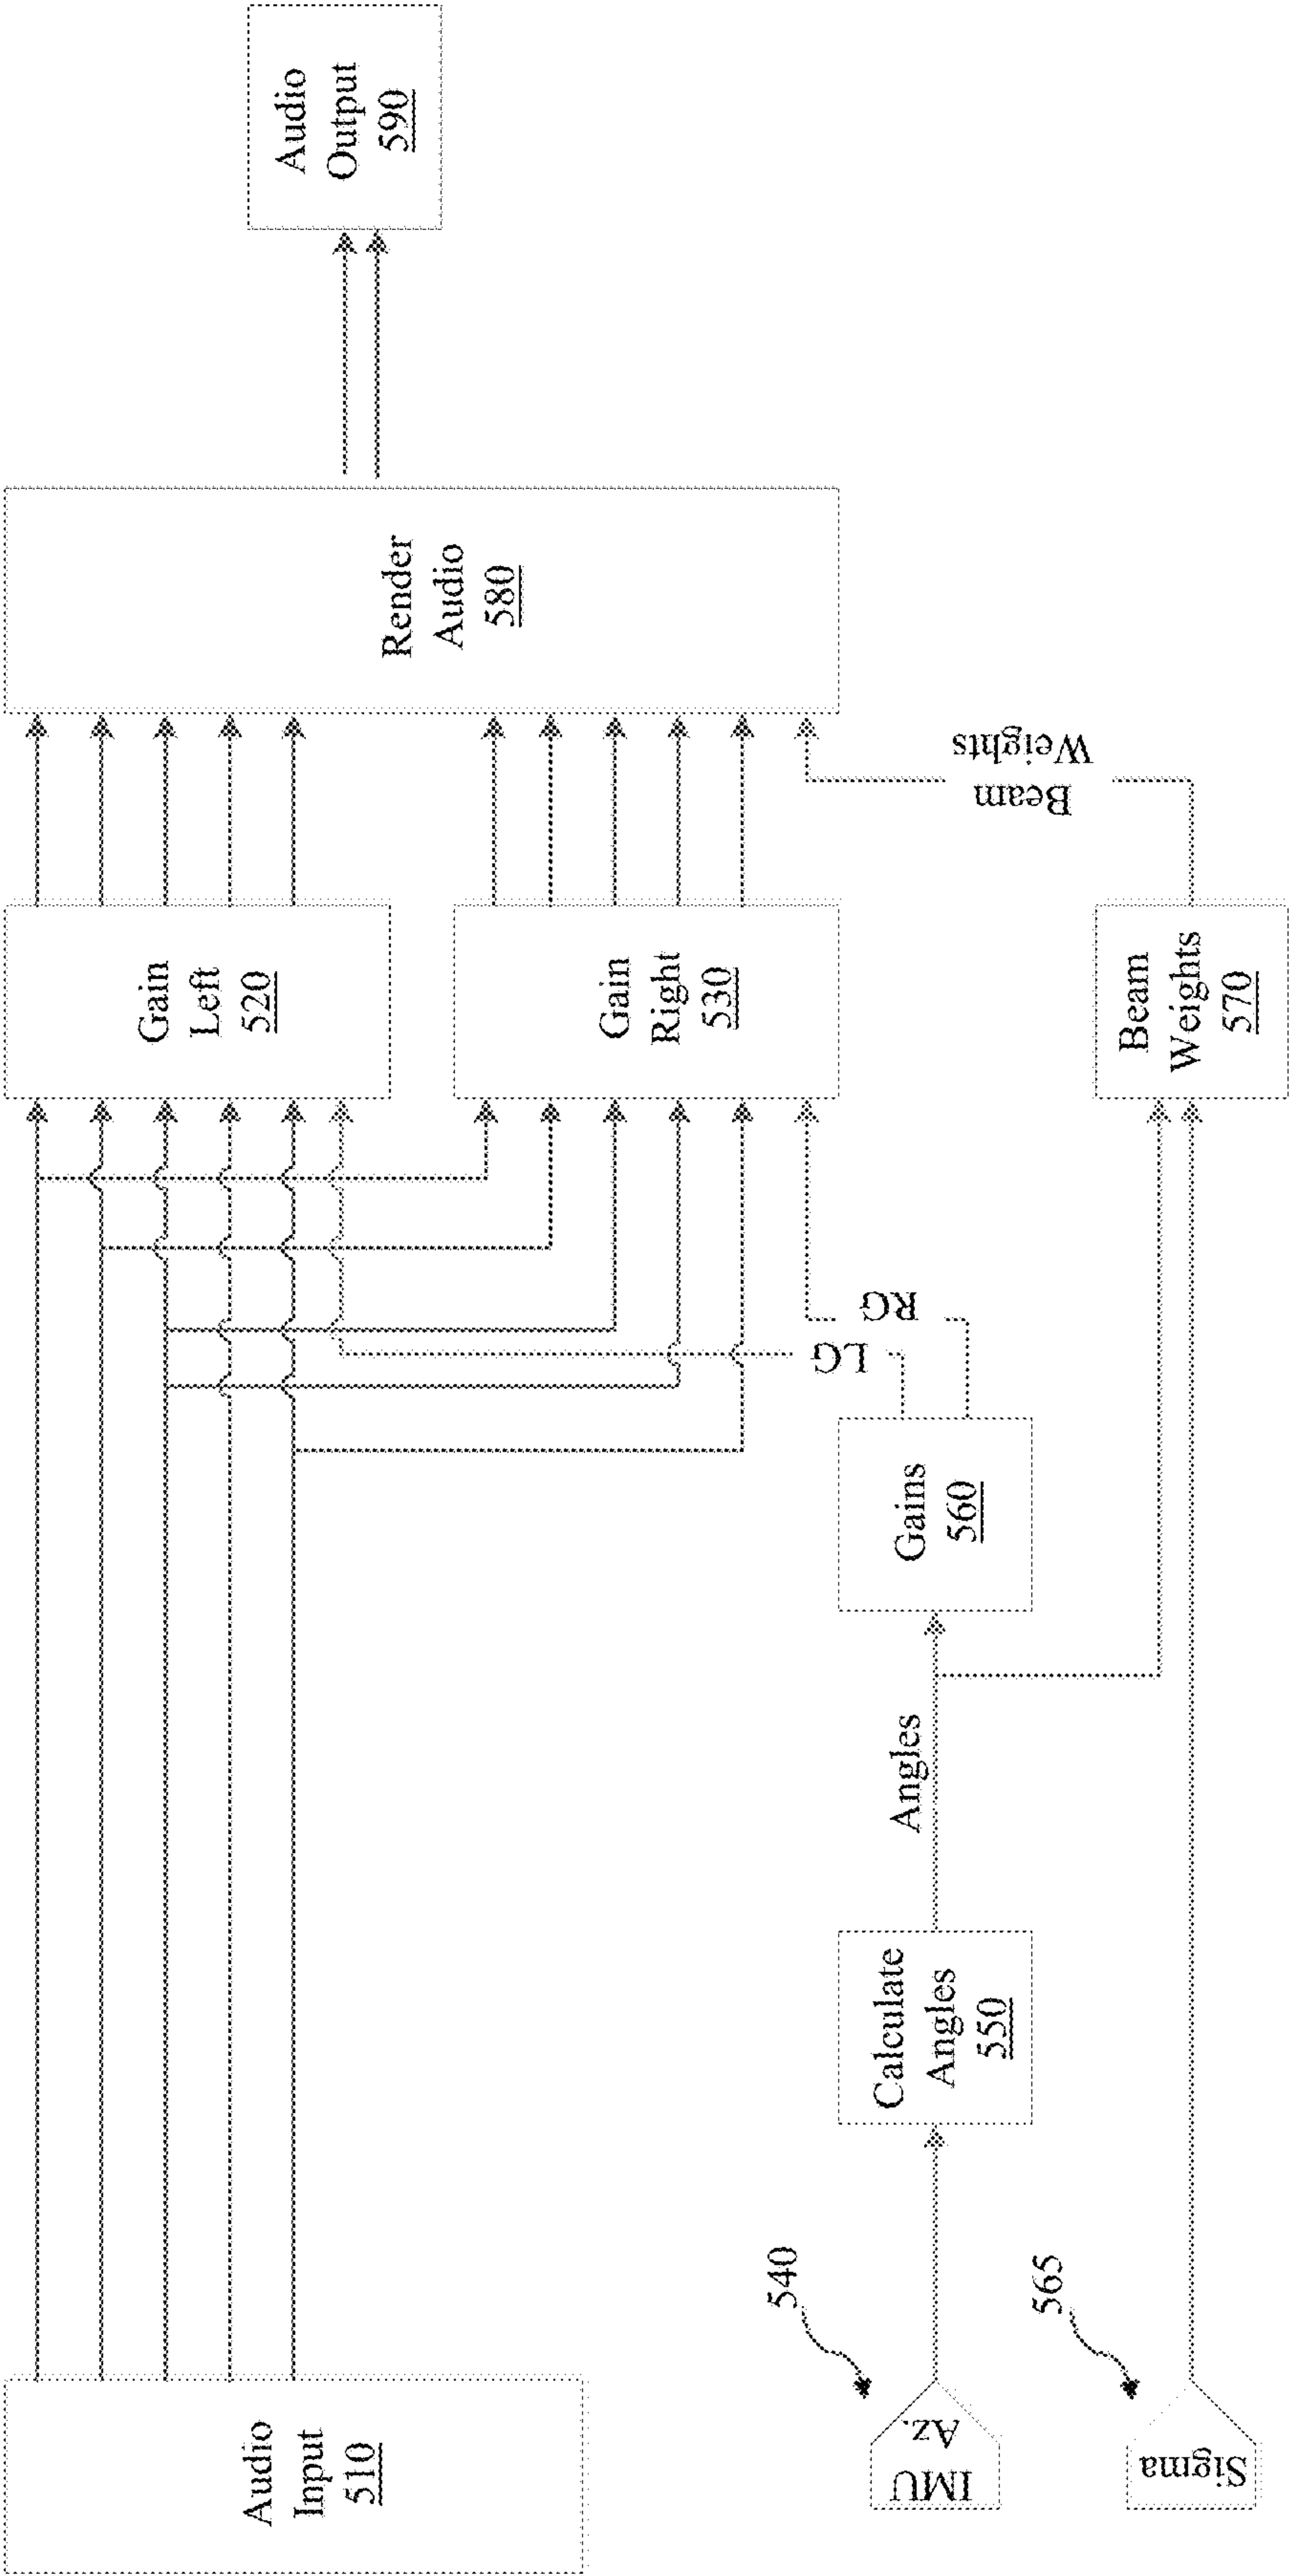 Audio
Input
510
Gain
Left
520
Gain
Right
530
Render
Audio
580
Audio
Output
590
LG
RG
IMU
Az.
540
Calculate
Angles
550
Angles
Gains
560
Sigma
565
Beam
Weights
570
Beam
Weights